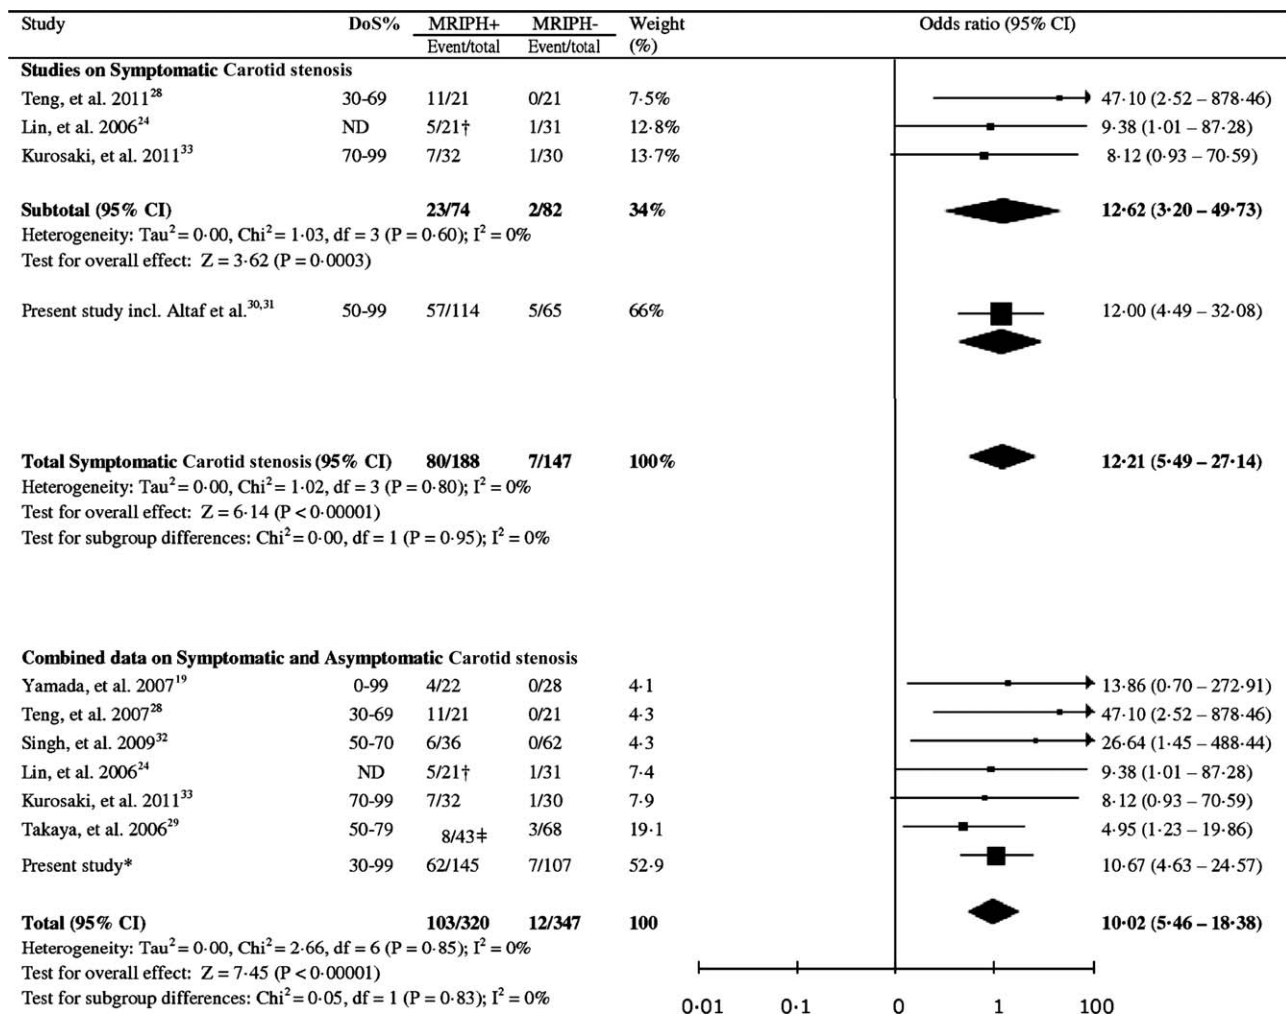 Study DoS% MRIPH+ MRIPH- Weight Odds ratio (95% CI)
Event/total Event/total (%)
Studies on Symptomatic Carotid stenosis
Teng, et al. 2011²⁸ 30-69 11/21 0/21 7·5% 47·10 (2·52 – 878·46)
Lin, et al. 2006²⁴ ND 5/21† 1/31 12·8% 9·38 (1·01 – 87·28)
Kurosaki, et al. 2011³³ 70-99 7/32 1/30 13·7% 8·12 (0·93 – 70·59)
Subtotal (95% CI) 23/74 2/82 34% 12·62 (3·20 – 49·73)
Heterogeneity: Tau² = 0·00, Chi² = 1·03, df = 3 (P = 0·60); I² = 0%
Test for overall effect: Z = 3·62 (P = 0·0003)
Present study incl. Altaf et al.³⁰,³¹ 50-99 57/114 5/65 66% 12·00 (4·49 – 32·08)
Total Symptomatic Carotid stenosis (95% CI) 80/188 7/147 100% 12·21 (5·49 – 27·14)
Heterogeneity: Tau² = 0·00, Chi² = 1·02, df = 3 (P = 0·80); I² = 0%
Test for overall effect: Z = 6·14 (P < 0·00001)
Test for subgroup differences: Chi² = 0·00, df = 1 (P = 0·95); I² = 0%
Combined data on Symptomatic and Asymptomatic Carotid stenosis
Yamada, et al. 2007¹⁹ 0-99 4/22 0/28 4·1 13·86 (0·70 – 272·91)
Teng, et al. 2007²⁸ 30-69 11/21 0/21 4·3 47·10 (2·52 – 878·46)
Singh, et al. 2009³² 50-70 6/36 0/62 4·3 26·64 (1·45 – 488·44)
Lin, et al. 2006²⁴ ND 5/21† 1/31 7·4 9·38 (1·01 – 87·28)
Kurosaki, et al. 2011³³ 70-99 7/32 1/30 7·9 8·12 (0·93 – 70·59)
Takaya, et al. 2006²⁹ 50-79 8/43‡ 3/68 19·1 4·95 (1·23 – 19·86)
Present study* 30-99 62/145 7/107 52·9 10·67 (4·63 – 24·57)
Total (95% CI) 103/320 12/347 100 10·02 (5·46 – 18·38)
Heterogeneity: Tau² = 0·00, Chi² = 2·66, df = 6 (P = 0·85); I² = 0%
Test for overall effect: Z = 7·45 (P < 0·00001)
Test for subgroup differences: Chi² = 0·05, df = 1 (P = 0·83); I² = 0%
0·01 0·1 0 1 100